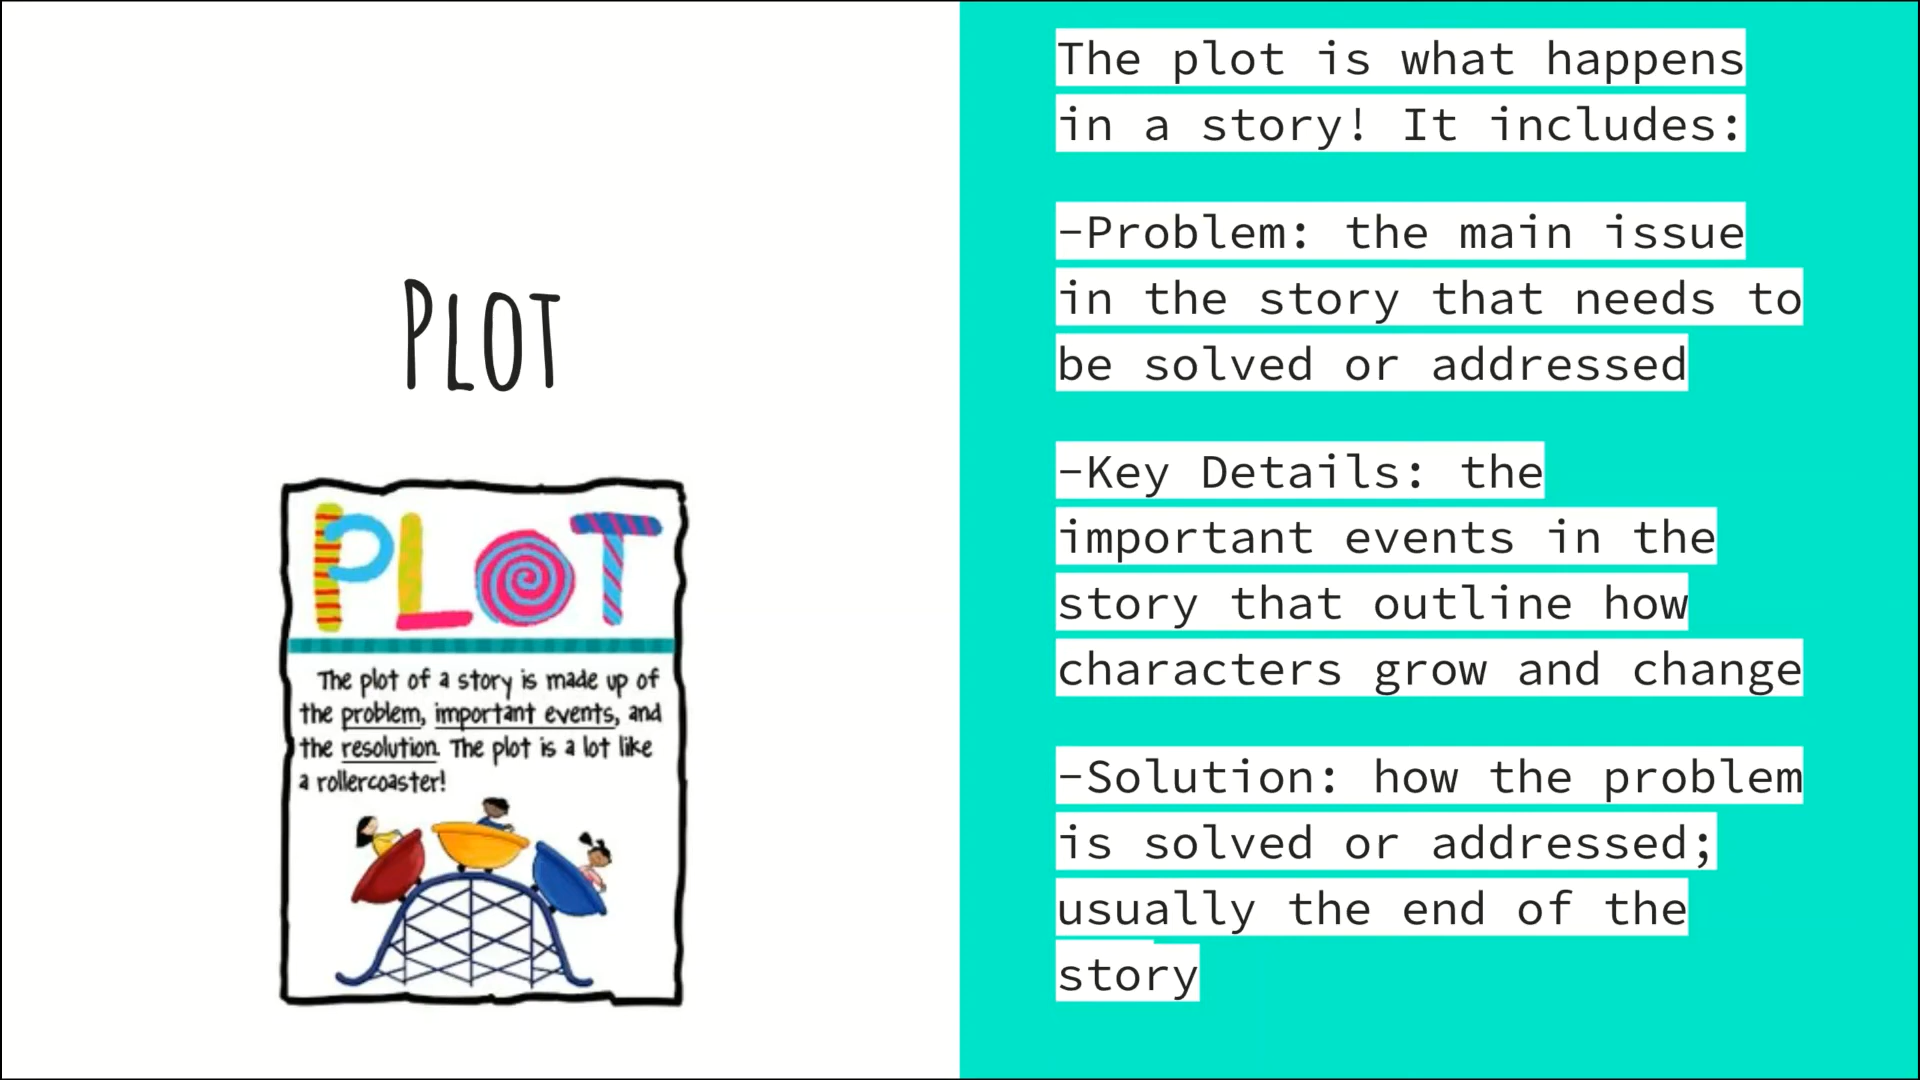 PLOT
PLOT
The plot of a story is made up of
the problem, important events, and
the resolution. The plot is a lot like
a rollercoaster!
The plot is what happens
in a story! It includes:
-Problem: the main issue
in the story that needs to
be solved or addressed
-Key Details: the
important events in the
story that outline how
characters grow and change
-Solution: how the problem
is solved or addressed;
usually the end of the
story